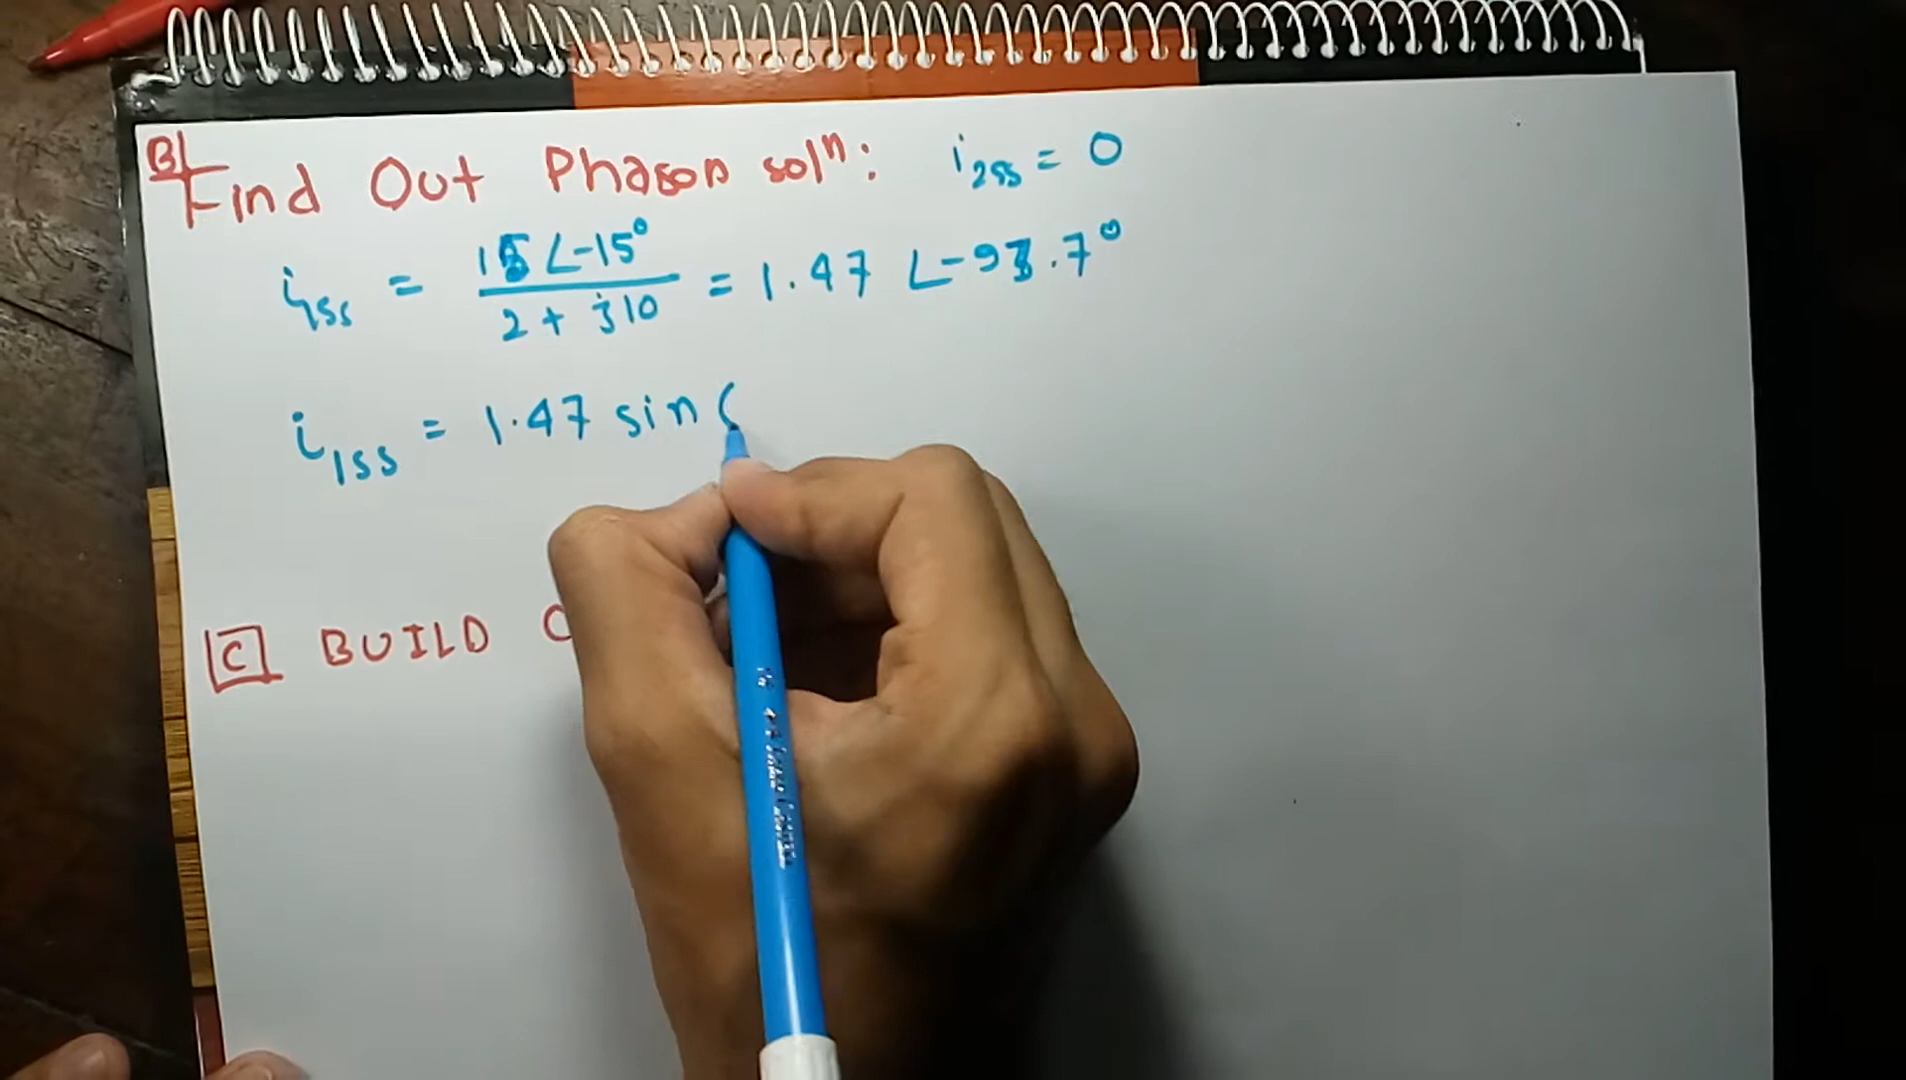 B) Find Out Phason solⁿ: i₂ss = 0
i₁ss = 15∠-15° / 2 + j10 = 1.47 ∠-93.7°
i₁ss = 1.47 sin (
C BUILD